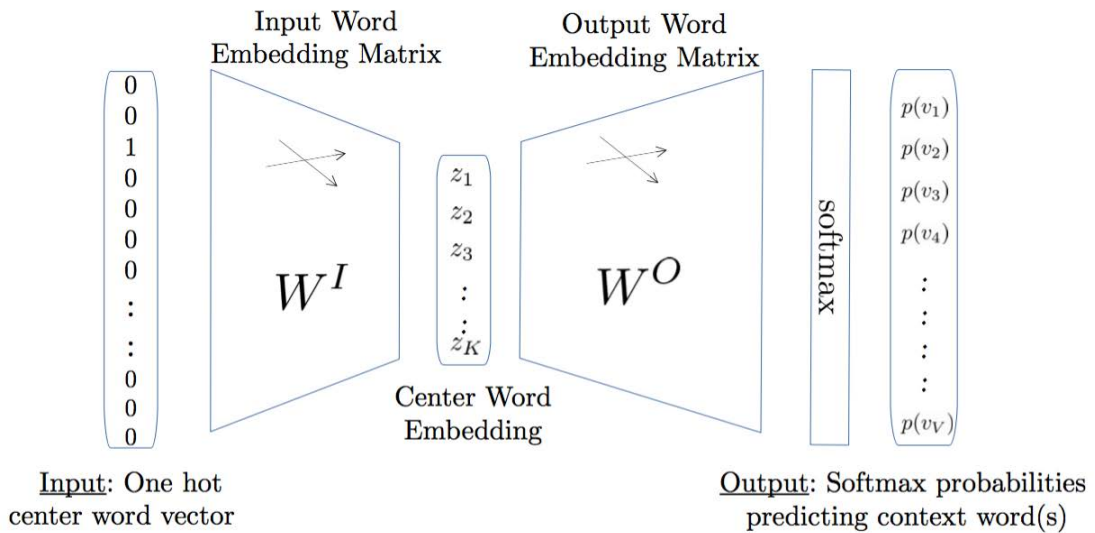 Input Word
Embedding Matrix
Output Word
Embedding Matrix
0
0
1
0
0
0
0
:
:
0
0
0
W^I
z_1
z_2
z_3
:
:
z_K
Center Word
Embedding
W^O
softmax
p(v_1)
p(v_2)
p(v_3)
p(v_4)
:
:
:
:
p(v_V)
Input: One hot
center word vector
Output: Softmax probabilities
predicting context word(s)